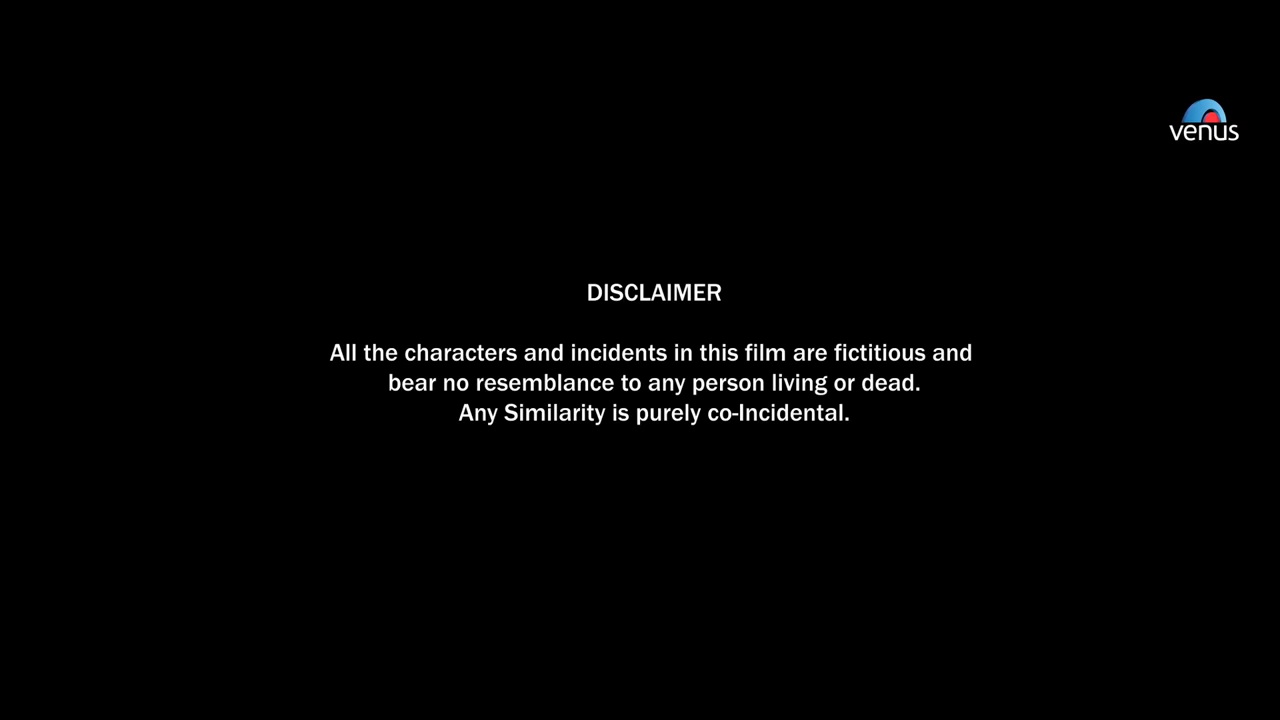 venus
DISCLAIMER
All the characters and incidents in this film are fictitious and
bear no resemblance to any person living or dead.
Any Similarity is purely co-Incidental.